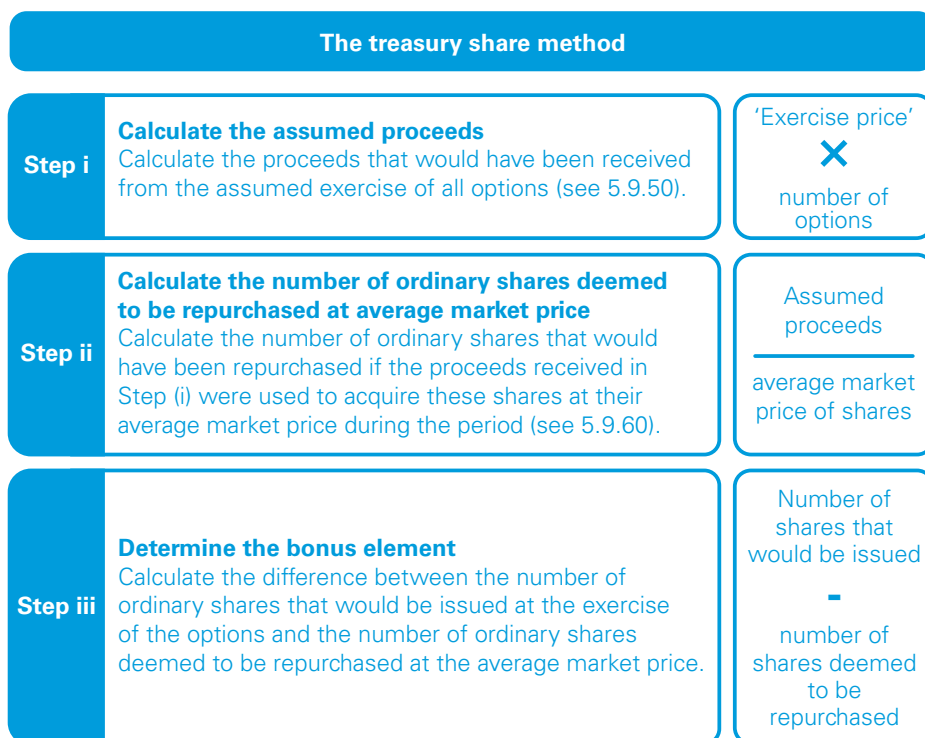 The treasury share method
Step i
Calculate the assumed proceeds
Calculate the proceeds that would have been received
from the assumed exercise of all options (see 5.9.50).
'Exercise price'
×
number of
options
Step ii
Calculate the number of ordinary shares deemed
to be repurchased at average market price
Calculate the number of ordinary shares that would
have been repurchased if the proceeds received in
Step (i) were used to acquire these shares at their
average market price during the period (see 5.9.60).
Assumed
proceeds
average market
price of shares
Step iii
Determine the bonus element
Calculate the difference between the number of
ordinary shares that would be issued at the exercise
of the options and the number of ordinary shares
deemed to be repurchased at the average market price.
Number of
shares that
would be issued
-
number of
shares deemed
to be
repurchased